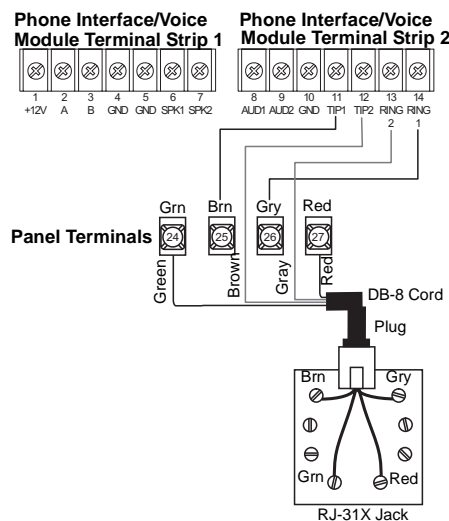 Phone Interface/Voice
Module Terminal Strip 1
Phone Interface/Voice
Module Terminal Strip 2
1 2 3 4 5 6 7
+12V A B GND GND SPK1 SPK2
8 9 10 11 12 13 14
AUD1 AUD2 GND TIP1 TIP2 RING RING
2 1
Grn Brn Gry Red
Panel Terminals 24 25 26 27
Green Brown Gray Red
DB-8 Cord
Plug
Brn Gry
Grn Red
RJ-31X Jack